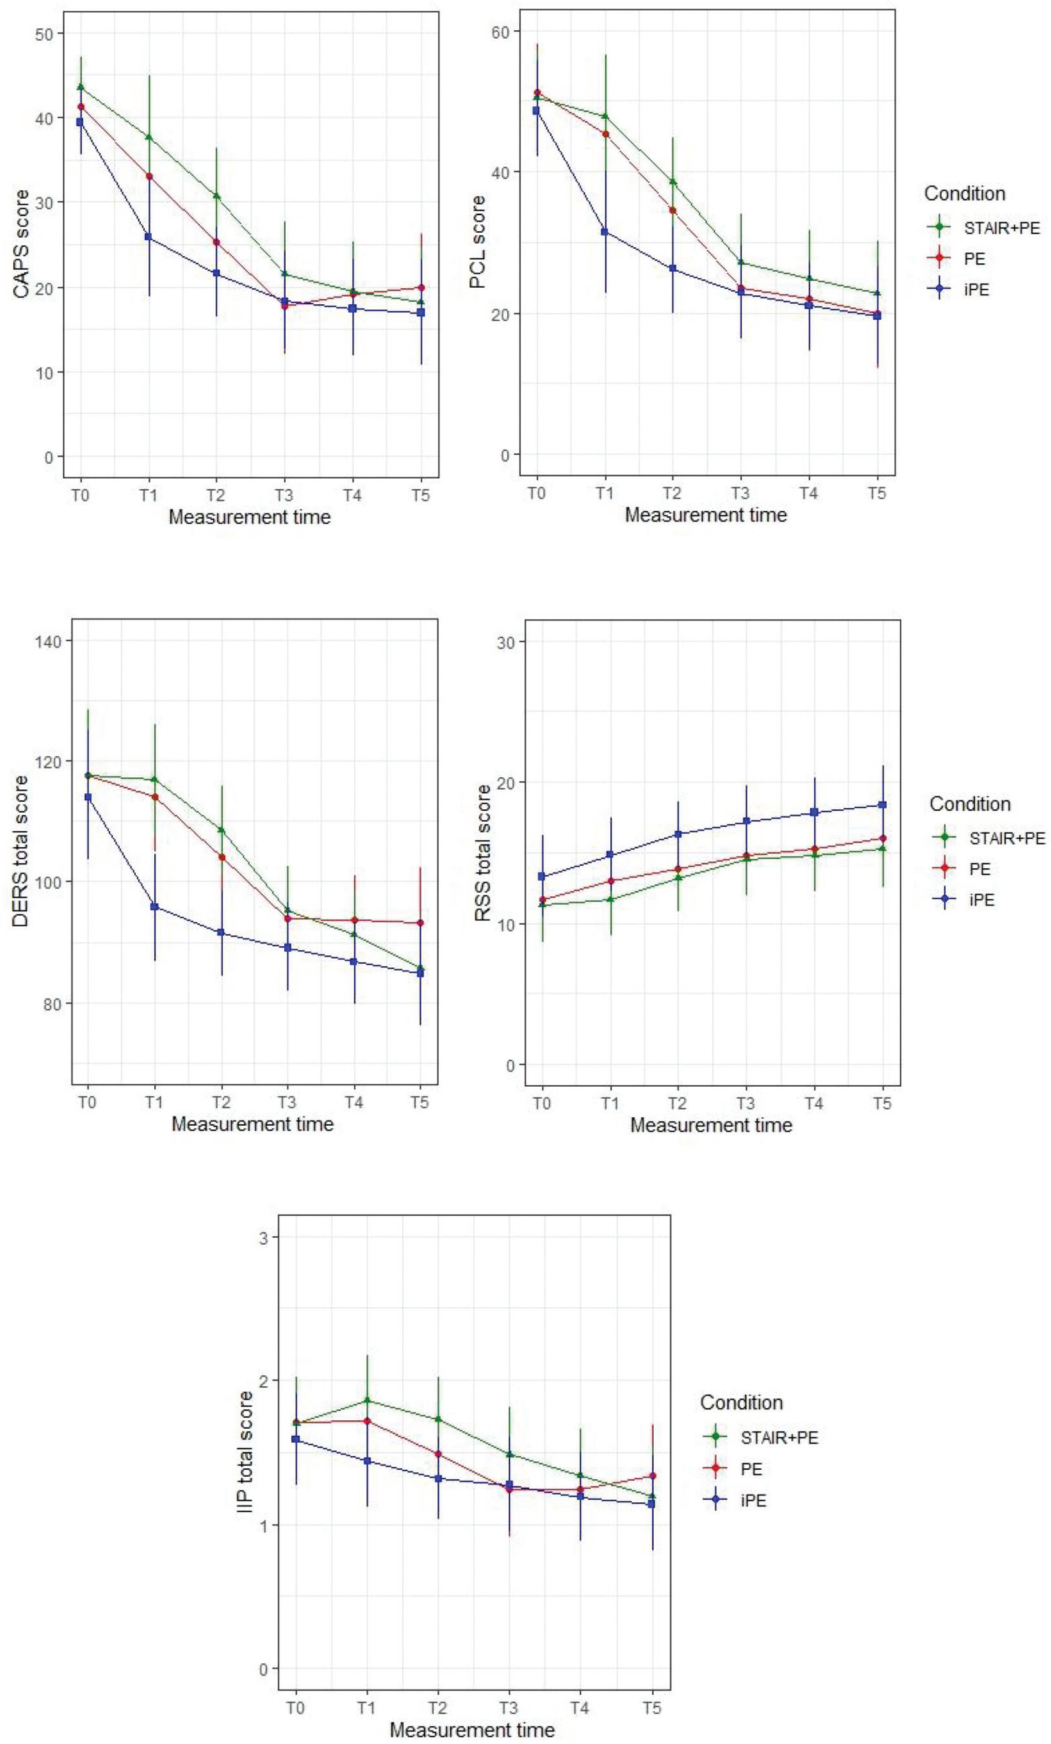 50
40
30
20
10
0
CAPS score
T0 T1 T2 T3 T4 T5
Measurement time
60
40
20
0
PCL score
T0 T1 T2 T3 T4 T5
Measurement time
Condition
STAIR+PE
PE
iPE
140
120
100
80
DERS total score
T0 T1 T2 T3 T4 T5
Measurement time
30
20
10
0
RSS total score
T0 T1 T2 T3 T4 T5
Measurement time
Condition
STAIR+PE
PE
iPE
3
2
1
0
IIP total score
T0 T1 T2 T3 T4 T5
Measurement time
Condition
STAIR+PE
PE
iPE